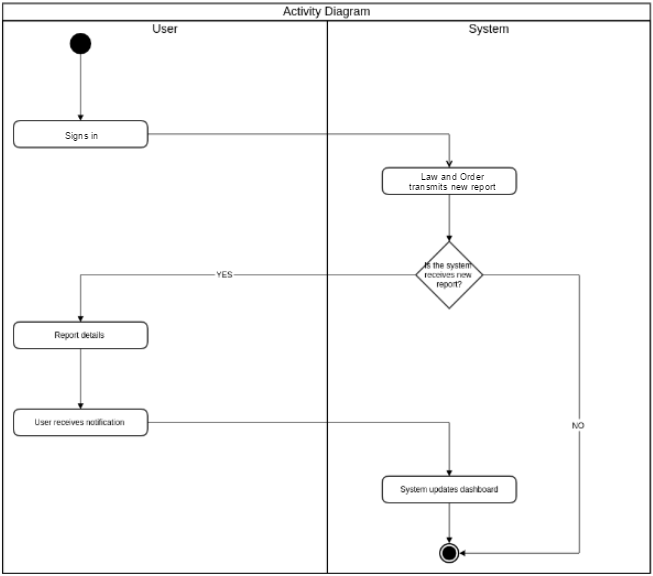 Activity Diagram
User
System
Signs in
Law and Order
transmits new report
Is the system
receives new
report?
YES
Report details
User receives notification
NO
System updates dashboard